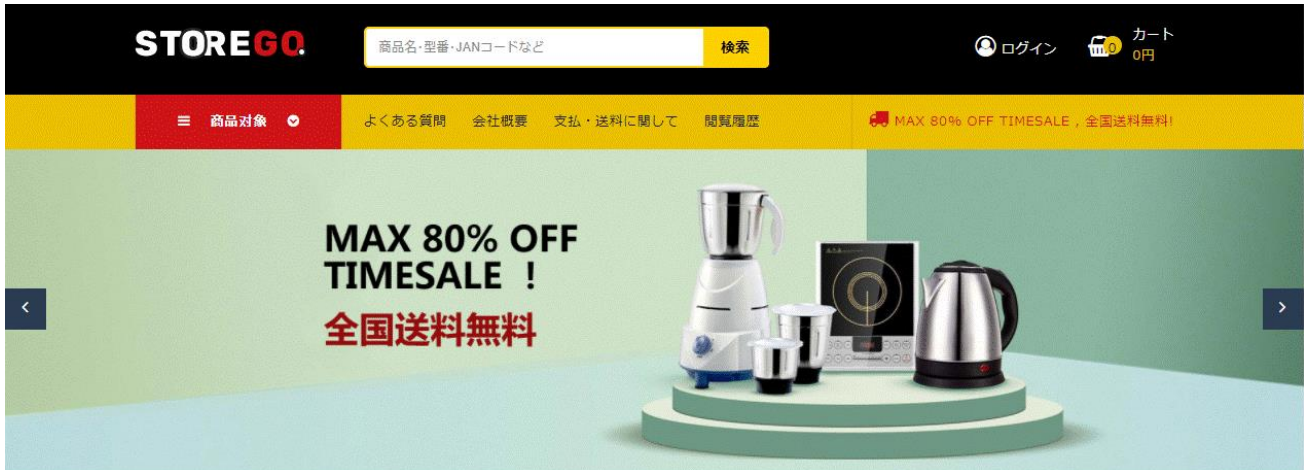 STOREGO.
商品名・型番・JANコードなど
検索
ログイン
0
カート
0円
商品対象
よくある質問
会社概要
支払・送料に関して
閲覧履歴
MAX 80% OFF TIMESALE , 全国送料無料!
MAX 80% OFF
TIMESALE !
全国送料無料